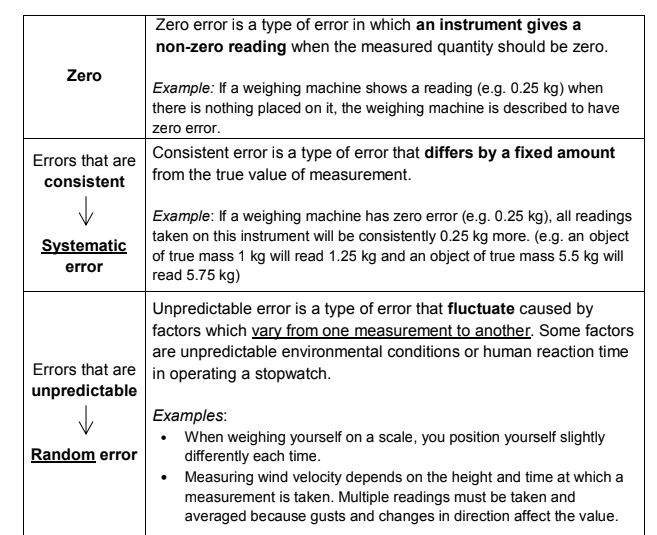 Zero
Zero error is a type of error in which an instrument gives a
non-zero reading when the measured quantity should be zero.
Example: If a weighing machine shows a reading (e.g. 0.25 kg) when
there is nothing placed on it, the weighing machine is described to have
zero error.
Errors that are
consistent
↓
Systematic
error
Consistent error is a type of error that differs by a fixed amount
from the true value of measurement.
Example: If a weighing machine has zero error (e.g. 0.25 kg), all readings
taken on this instrument will be consistently 0.25 kg more. (e.g. an object
of true mass 1 kg will read 1.25 kg and an object of true mass 5.5 kg will
read 5.75 kg)
Errors that are
unpredictable
↓
Random error
Unpredictable error is a type of error that fluctuate caused by
factors which vary from one measurement to another. Some factors
are unpredictable environmental conditions or human reaction time
in operating a stopwatch.
Examples:
• When weighing yourself on a scale, you position yourself slightly
differently each time.
• Measuring wind velocity depends on the height and time at which a
measurement is taken. Multiple readings must be taken and
averaged because gusts and changes in direction affect the value.